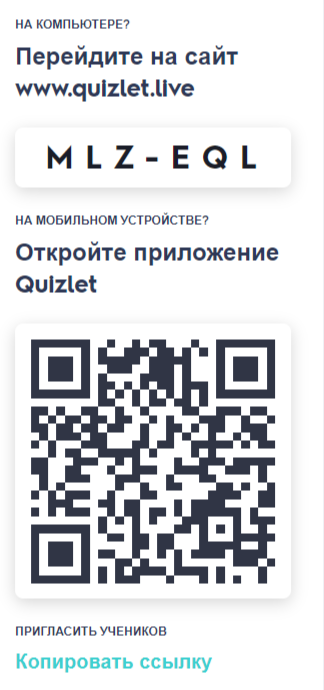 НА КОМПЬЮТЕРЕ?
Перейдите на сайт
www.quizlet.live
MLZ-EQL
НА МОБИЛЬНОМ УСТРОЙСТВЕ?
Откройте приложение
Quizlet
ПРИГЛАСИТЬ УЧЕНИКОВ
Копировать ссылку